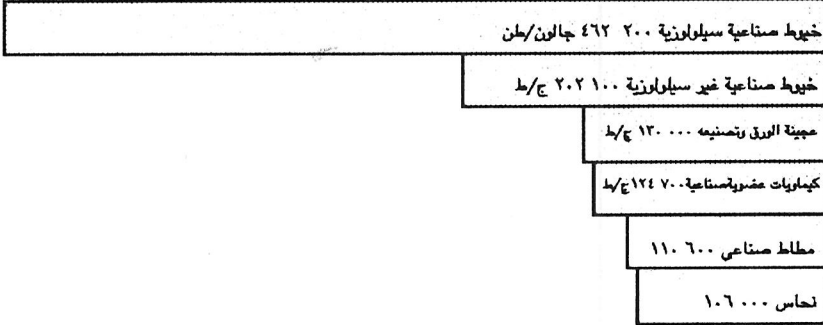 خيوط صناعية سيلولوزية ٢٠٠ ٤٦٢ جالون/طن
خيوط صناعية غير سيلولوزية ١٠٠ ٢٠٢ ج/ط
عجينة الورق وتصنيعه ٠٠٠ ١٣٠ ج/ط
كيماويات عضوية صناعية ٧٠٠ ١٢٤ ج/ط
مطاط صناعى ٦٠٠ ١١٠
نحاس ٠٠٠ ١٠٦